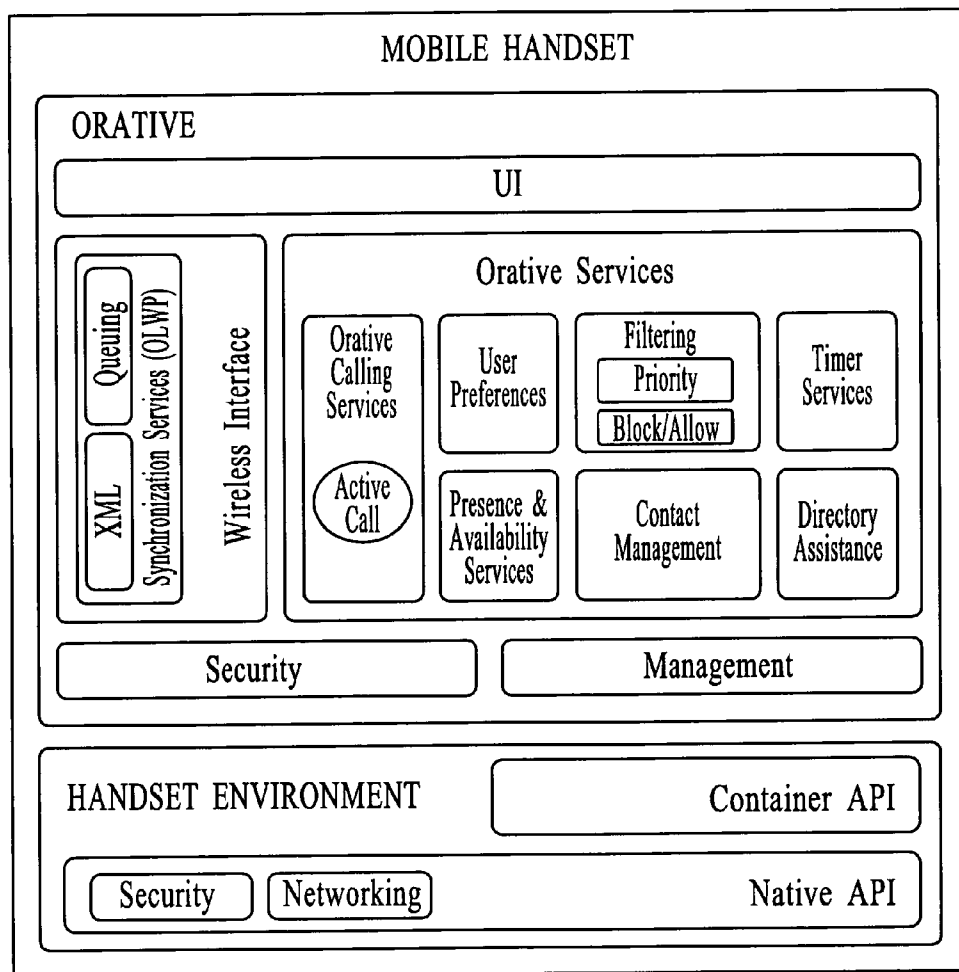 MOBILE HANDSET
ORATIVE
UI
Queuing
XML
Synchronization Services (OLWP)
Wireless Interface
Orative Services
Orative
Calling
Services
Active
Call
User
Preferences
Filtering
Priority
Block/Allow
Timer
Services
Presence &
Availability
Services
Contact
Management
Directory
Assistance
Security
Management
HANDSET ENVIRONMENT
Container API
Security
Networking
Native API